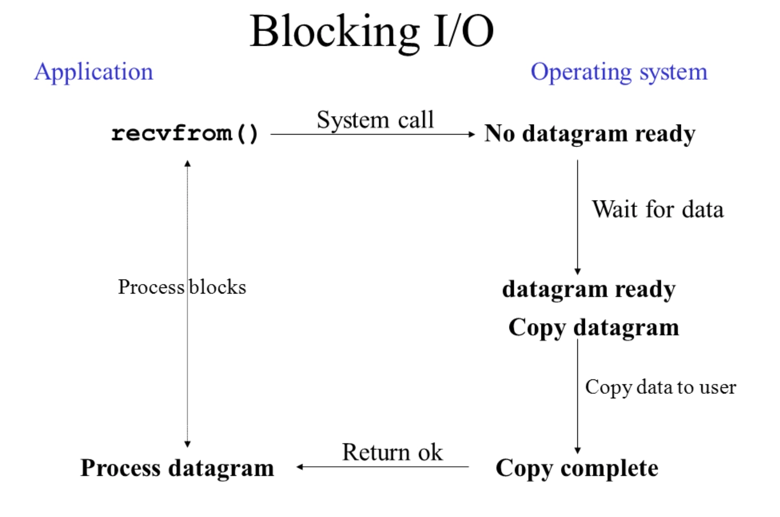 Blocking I/O
Application
Operating system
recvfrom()
System call
No datagram ready
Wait for data
Process blocks
datagram ready
Copy datagram
Copy data to user
Process datagram
Return ok
Copy complete